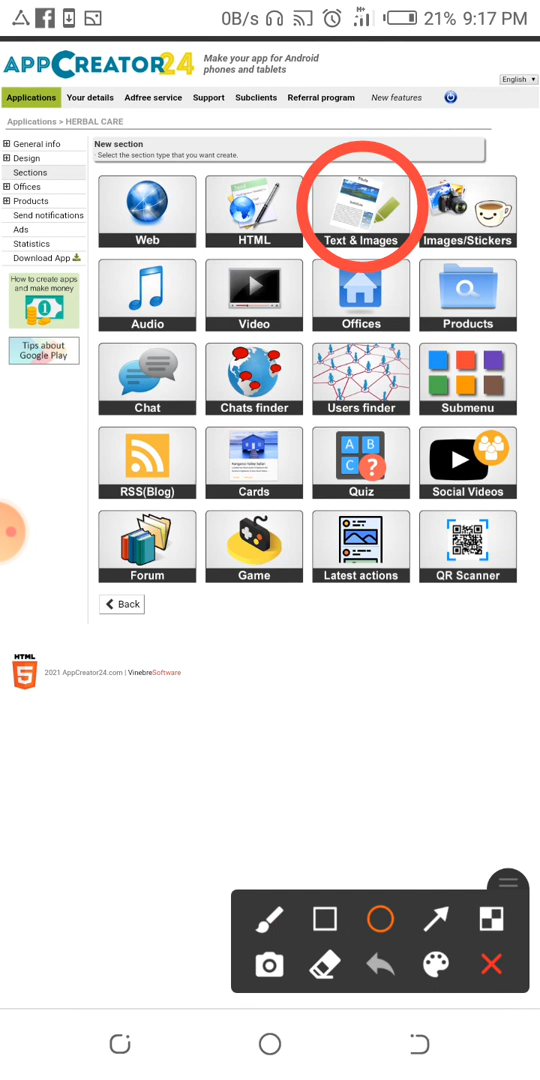 0B/s H+ 21% 9:17 PM
APPCREATOR24
Make your app for Android
phones and tablets
English
Applications Your details Adfree service Support Subclients Referral program New features
Applications > HERBAL CARE
General info
Design
Sections
Offices
Products
Send notifications
Ads
Statistics
Download App
How to create apps
and make money
1
Tips about
Google Play
New section
- Select the section type that you want create.
Web HTML Text & Images Images/Stickers
Audio Video Offices Products
Chat Chats finder Users finder Submenu
A B
C ?
RSS(Blog) Cards Quiz Social Videos
Forum Game Latest actions QR Scanner
Back
HTML
5
2021 AppCreator24.com | VinebreSoftware